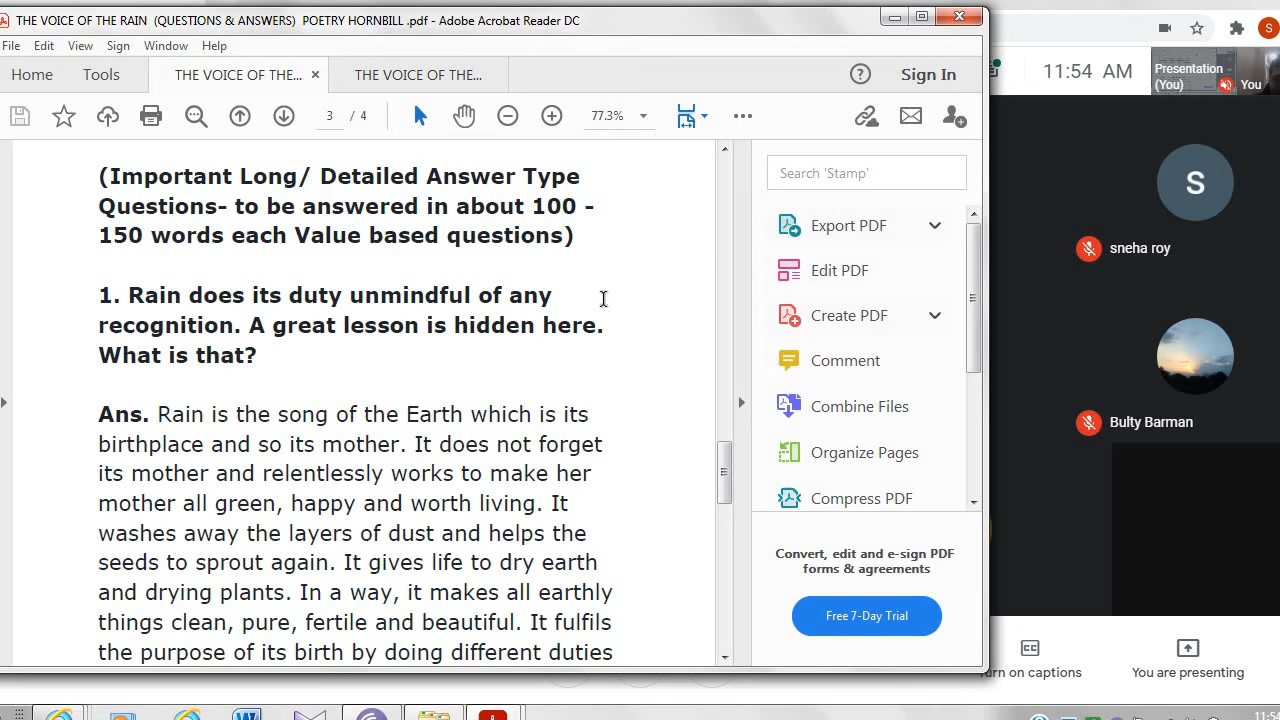 THE VOICE OF THE RAIN (QUESTIONS & ANSWERS) POETRY HORNBILL .pdf - Adobe Acrobat Reader DC
File Edit View Sign Window Help
Home Tools THE VOICE OF THE... × THE VOICE OF THE... Sign In
3 / 4 77.3%
(Important Long/ Detailed Answer Type
Questions- to be answered in about 100 -
150 words each Value based questions)
1. Rain does its duty unmindful of any
recognition. A great lesson is hidden here.
What is that?
Ans. Rain is the song of the Earth which is its
birthplace and so its mother. It does not forget
its mother and relentlessly works to make her
mother all green, happy and worth living. It
washes away the layers of dust and helps the
seeds to sprout again. It gives life to dry earth
and drying plants. In a way, it makes all earthly
things clean, pure, fertile and beautiful. It fulfils
the purpose of its birth by doing different duties
Search 'Stamp'
Export PDF
Edit PDF
Create PDF
Comment
Combine Files
Organize Pages
Compress PDF
Convert, edit and e-sign PDF
forms & agreements
Free 7-Day Trial
S
11:54 AM
Presentation
(You)
You
S
sneha roy
Bulty Barman
CC
urn on captions
You are presenting
W
11:54